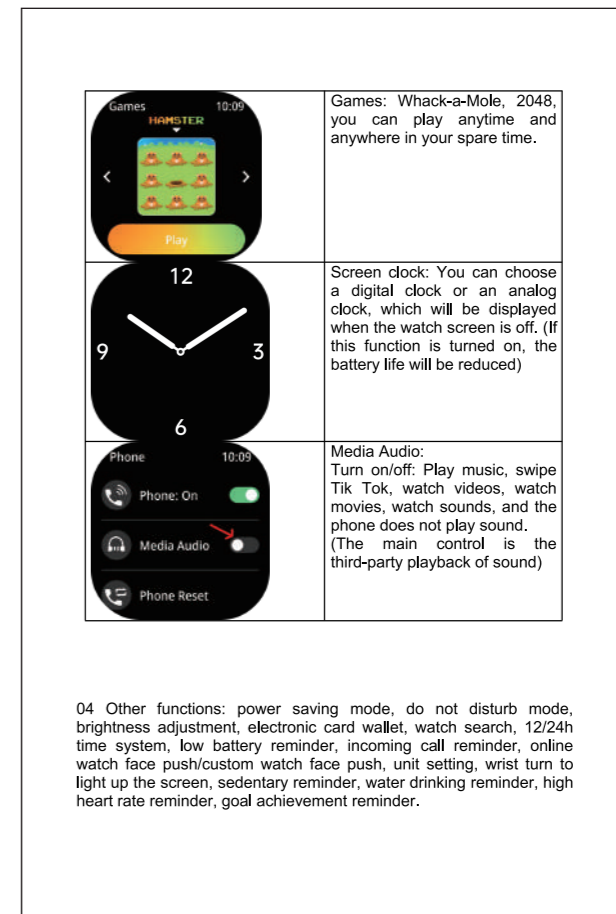 Games 10:09
HAMSTER
Play
Games: Whack-a-Mole, 2048,
you can play anytime and
anywhere in your spare time.
12
9 3
6
Screen clock: You can choose
a digital clock or an analog
clock, which will be displayed
when the watch screen is off. (If
this function is turned on, the
battery life will be reduced)
Phone 10:09
Phone: On
Media Audio
Phone Reset
Media Audio:
Turn on/off: Play music, swipe
Tik Tok, watch videos, watch
movies, watch sounds, and the
phone does not play sound.
(The main control is the
third-party playback of sound)
04 Other functions: power saving mode, do not disturb mode,
brightness adjustment, electronic card wallet, watch search, 12/24h
time system, low battery reminder, incoming call reminder, online
watch face push/custom watch face push, unit setting, wrist turn to
light up the screen, sedentary reminder, water drinking reminder, high
heart rate reminder, goal achievement reminder.